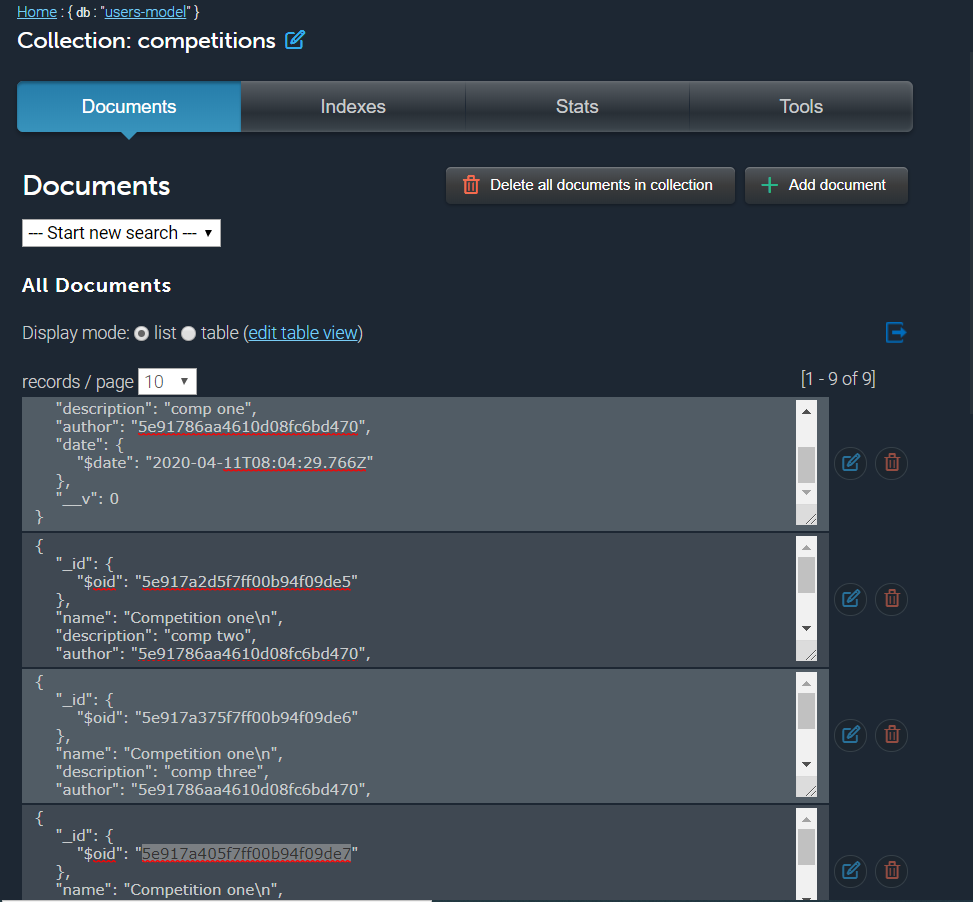 Home : { db : "users-model" }
Collection: competitions
Documents Indexes Stats Tools
Documents
Delete all documents in collection
Add document
--- Start new search ---
All Documents
Display mode: list table (edit table view)
records / page 10
[1 - 9 of 9]
"description": "comp one",
"author": "5e91786aa4610d08fc6bd470",
"date": {
"$date": "2020-04-11T08:04:29.766Z"
},
"__v": 0
}
{
"_id": {
"$oid": "5e917a2d5f7ff00b94f09de5"
},
"name": "Competition one\n",
"description": "comp two",
"author": "5e91786aa4610d08fc6bd470",
{
"_id": {
"$oid": "5e917a375f7ff00b94f09de6"
},
"name": "Competition one\n",
"description": "comp three",
"author": "5e91786aa4610d08fc6bd470",
{
"_id": {
"$oid": "5e917a405f7ff00b94f09de7"
},
"name": "Competition one\n",